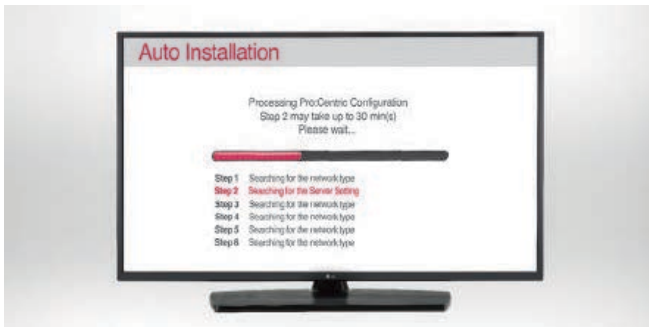 Auto Installation
Processing Pro:Centric Configuration
Step 2 may take up to 30 min(s)
Please wait...
Step 1 Searching for the network type
Step 2 Searching for the Server Setting
Step 3 Searching for the network type
Step 4 Searching for the network type
Step 5 Searching for the network type
Step 6 Searching for the network type